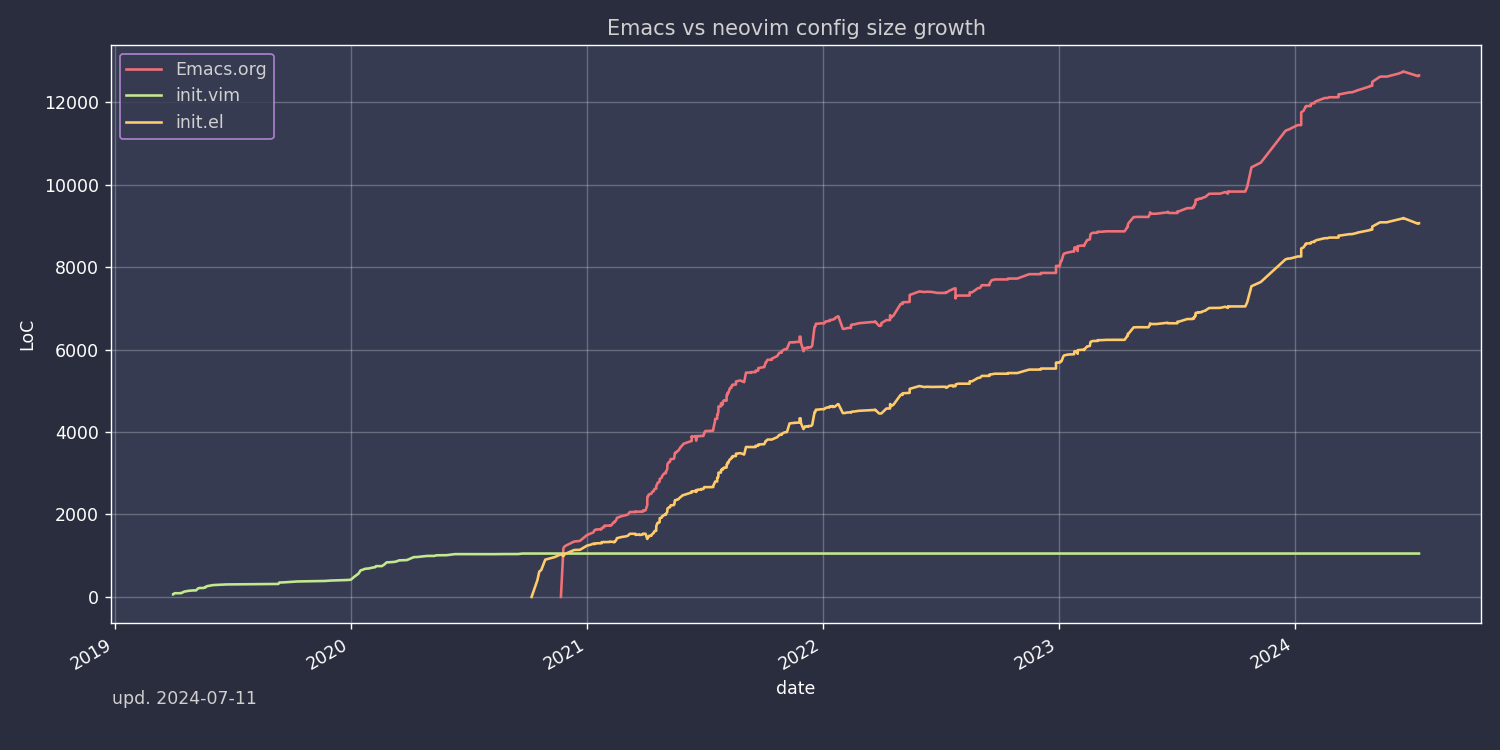 Emacs vs neovim config size growth
Emacs.org
init.vim
init.el
12000
10000
8000
6000
4000
2000
0
LoC
2019
2020
2021
2022
2023
2024
date
upd. 2024-07-11